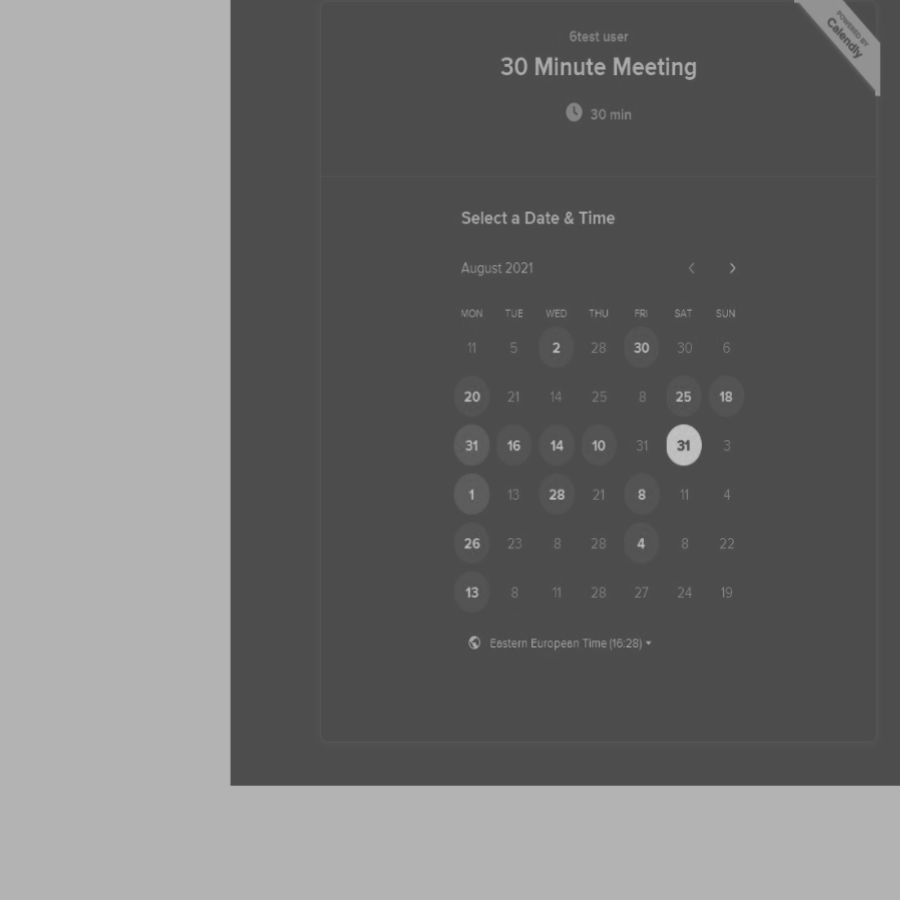 6test user
30 Minute Meeting
30 min
POWERED BY
Calendly
Select a Date & Time
August 2021
MON TUE WED THU FRI SAT SUN
11 5 2 28 30 30 6
20 21 14 25 8 25 18
31 16 14 10 31 31 3
1 13 28 21 8 11 4
26 23 8 28 4 8 22
13 8 11 28 27 24 19
Eastern European Time (16:28)